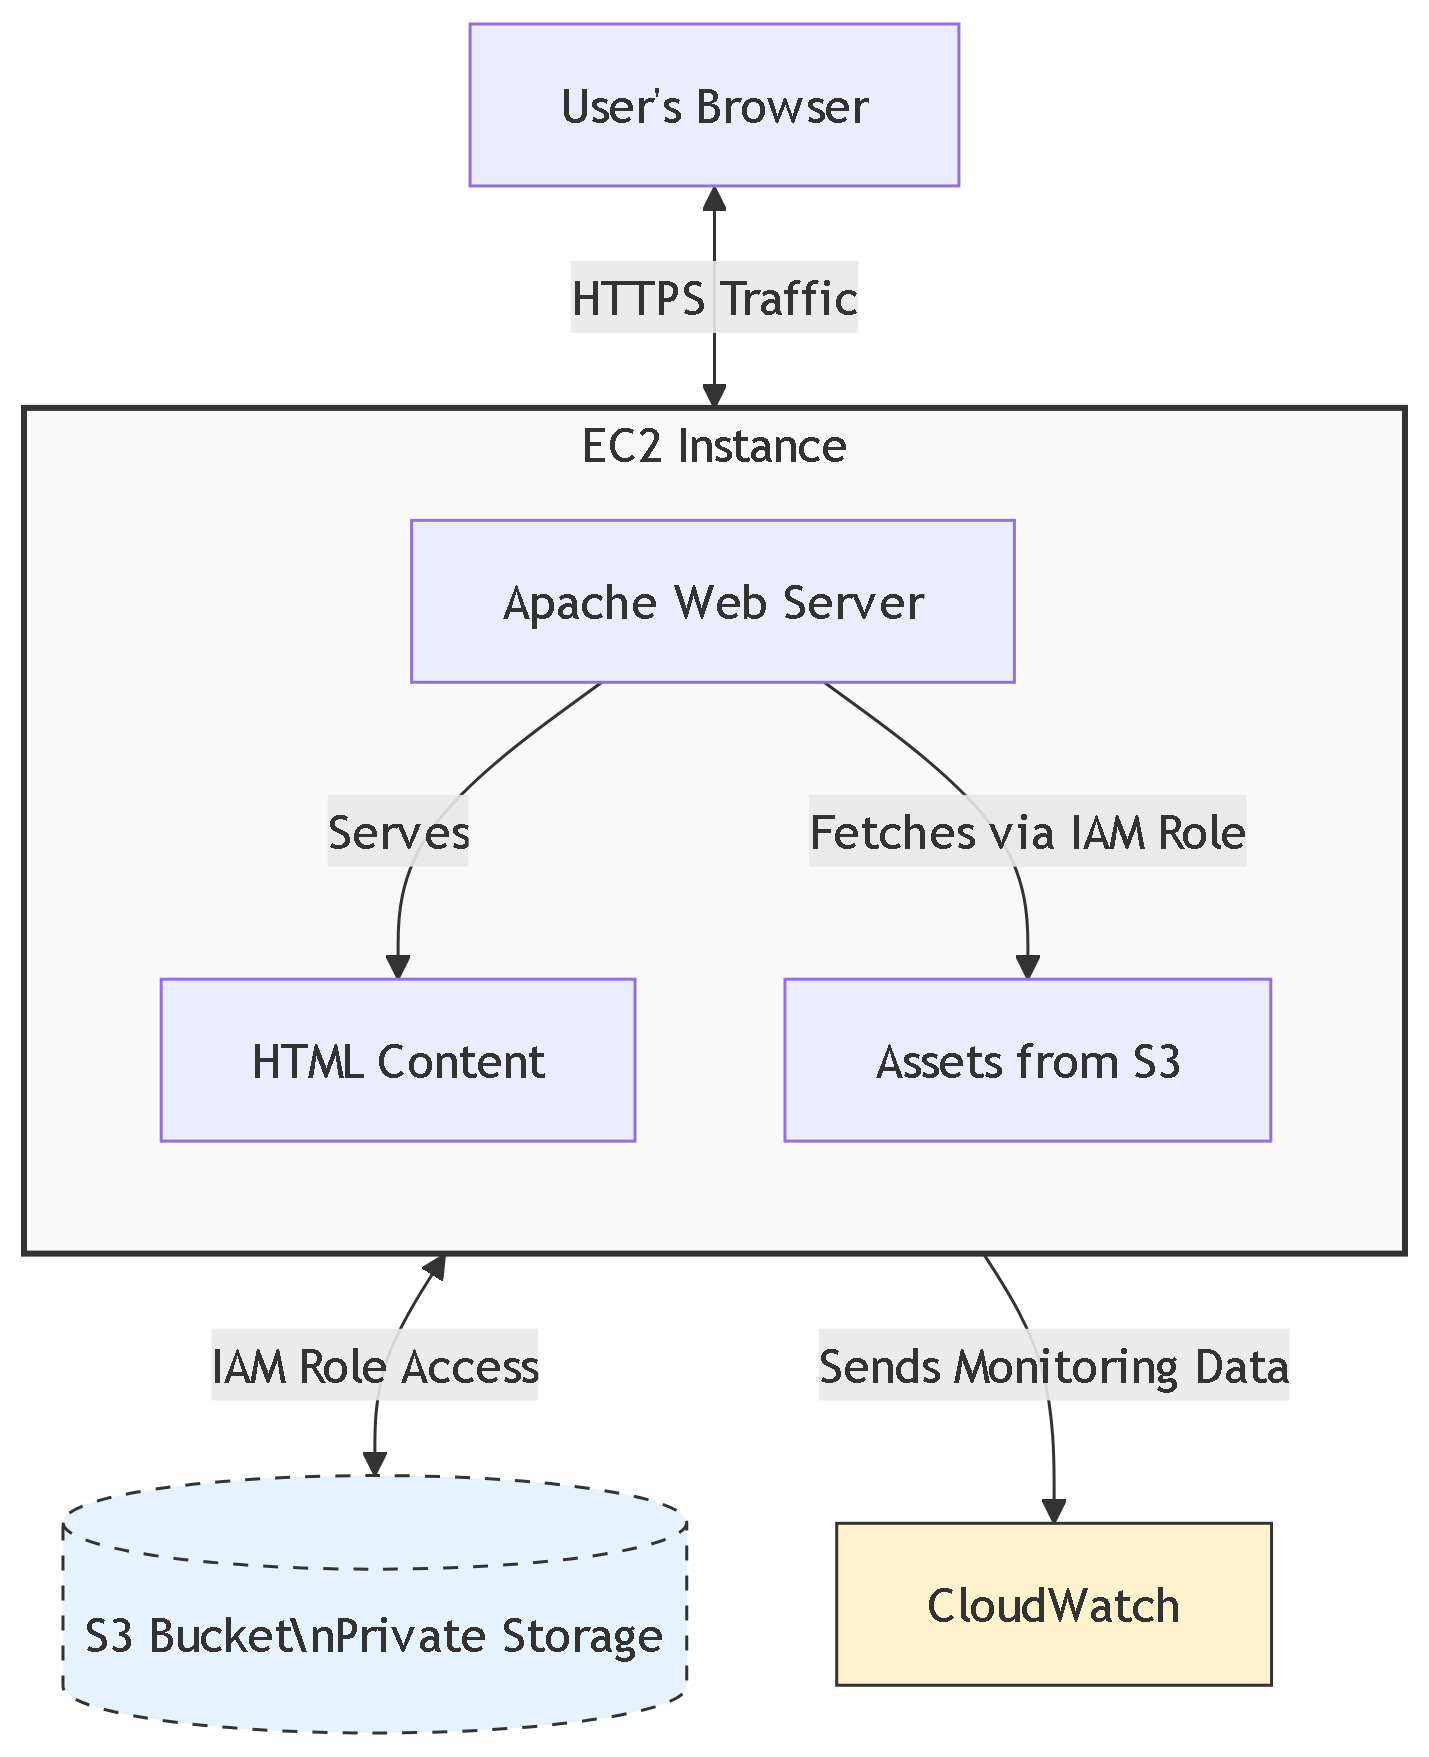 User's Browser
HTTPS Traffic
EC2 Instance
Apache Web Server
Serves
Fetches via IAM Role
HTML Content
Assets from S3
IAM Role Access
Sends Monitoring Data
S3 Bucket\nPrivate Storage
CloudWatch